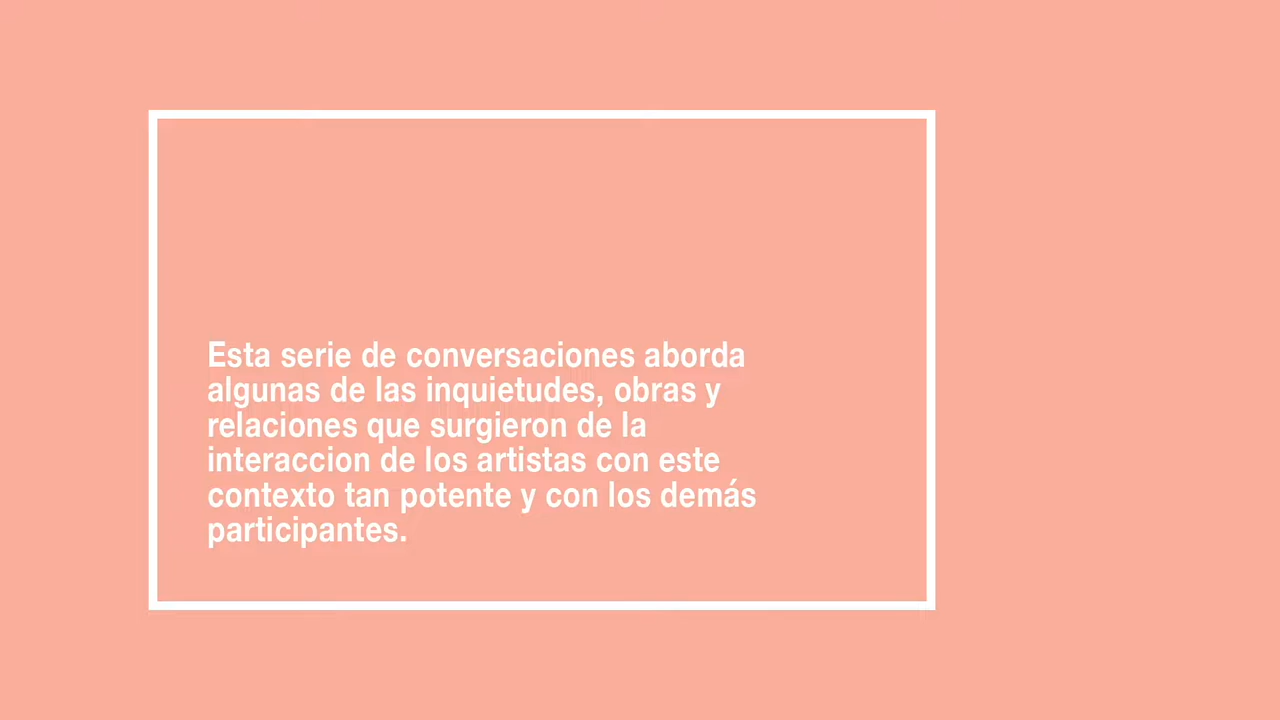 Esta serie de conversaciones aborda
algunas de las inquietudes, obras y
relaciones que surgieron de la
interaccion de los artistas con este
contexto tan potente y con los demás
participantes.